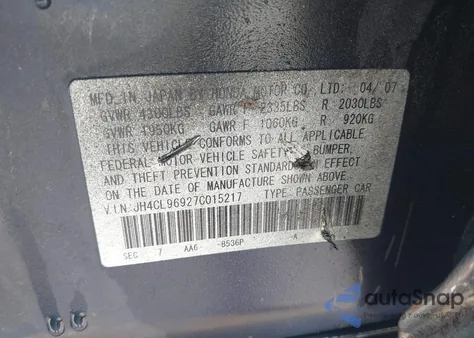 MFD. IN JAPAN BY HONDA MOTOR CO., LTD. 04/07
GVWR 4300LBS GAWR F 2335LBS R 2030LBS
GVWR 1950KG GAWR F 1060KG R 920KG
THIS VEHICLE CONFORMS TO ALL APPLICABLE
FEDERAL MOTOR VEHICLE SAFETY, BUMPER,
AND THEFT PREVENTION STANDARDS IN EFFECT
ON THE DATE OF MANUFACTURE SHOWN ABOVE.
V.I.N: JH4CL96927C015217 TYPE: PASSENGER CAR
SEC 7 AA6 -B536P -A
autoSnap